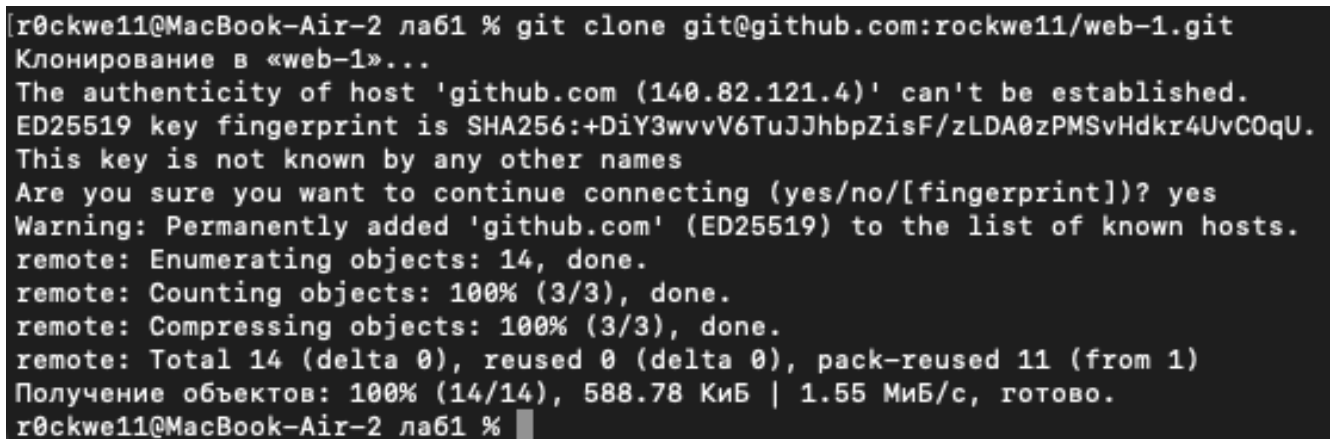 [r0ckwe11@MacBook-Air-2 лаб1 % git clone git@github.com:rockwe11/web-1.git
Клонирование в «web-1»...
The authenticity of host 'github.com (140.82.121.4)' can't be established.
ED25519 key fingerprint is SHA256:+DiY3wvvV6TuJJhbpZisF/zLDA0zPMSvHdkr4UvCOqU.
This key is not known by any other names
Are you sure you want to continue connecting (yes/no/[fingerprint])? yes
Warning: Permanently added 'github.com' (ED25519) to the list of known hosts.
remote: Enumerating objects: 14, done.
remote: Counting objects: 100% (3/3), done.
remote: Compressing objects: 100% (3/3), done.
remote: Total 14 (delta 0), reused 0 (delta 0), pack-reused 11 (from 1)
Получение объектов: 100% (14/14), 588.78 КиБ | 1.55 МиБ/с, готово.
r0ckwe11@MacBook-Air-2 лаб1 %